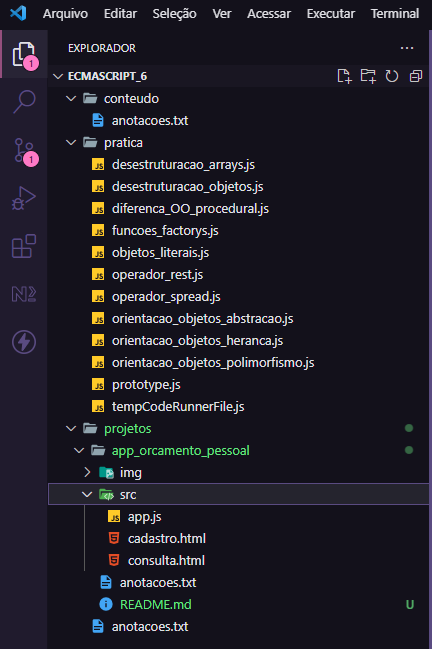 Arquivo Editar Seleção Ver Acessar Executar Terminal
EXPLORADOR
ECMASCRIPT_6
conteudo
anotacoes.txt
pratica
JS desestruturacao_arrays.js
JS desestruturacao_objetos.js
JS diferenca_OO_procedural.js
JS funcoes_factorys.js
JS objetos_literais.js
JS operador_rest.js
JS operador_spread.js
JS orientacao_objetos_abstracao.js
JS orientacao_objetos_heranca.js
JS orientacao_objetos_polimorfismo.js
JS prototype.js
JS tempCodeRunnerFile.js
projetos
app_orcamento_pessoal
img
src
JS app.js
cadastro.html
consulta.html
anotacoes.txt
README.md U
anotacoes.txt
1
1